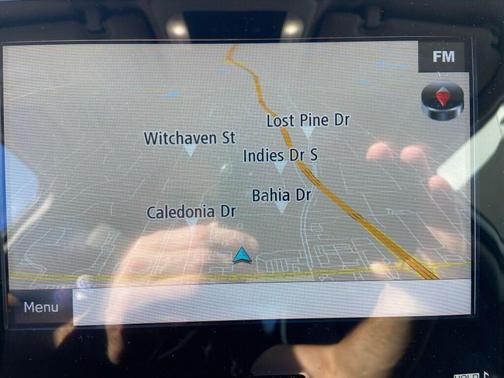 FM
Lost Pine Dr
Witchaven St
Indies Dr S
Bahia Dr
Caledonia Dr
Menu